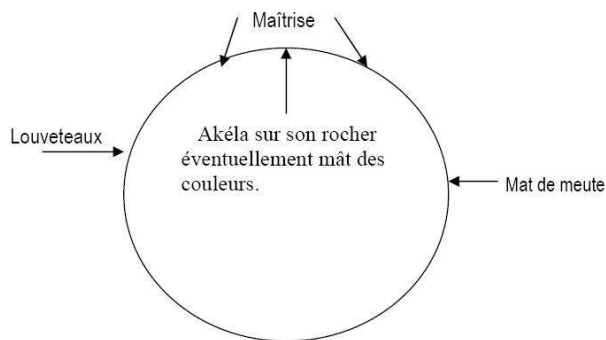 Maîtrise
Louveteaux
Akéla sur son rocher
éventuellement mât des
couleurs.
Mat de meute